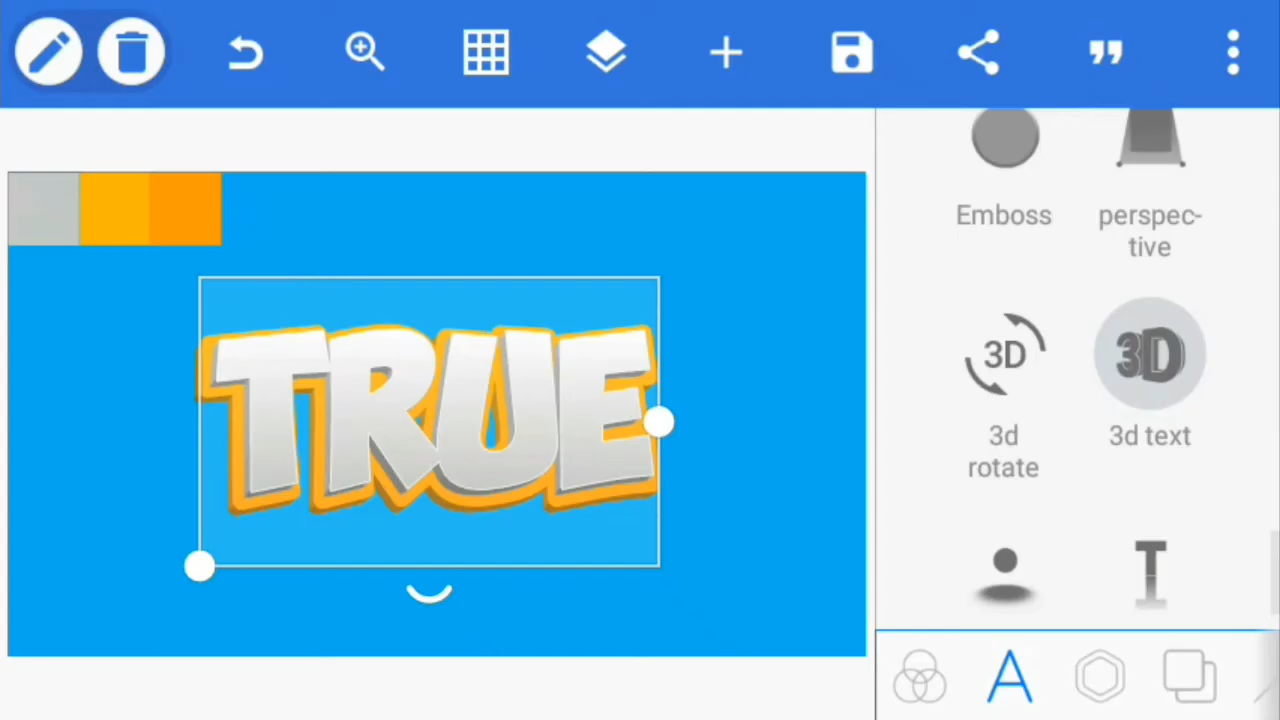 Emboss
perspec-
tive
TRUE
3D
3d
rotate
3D
3d text
T
A